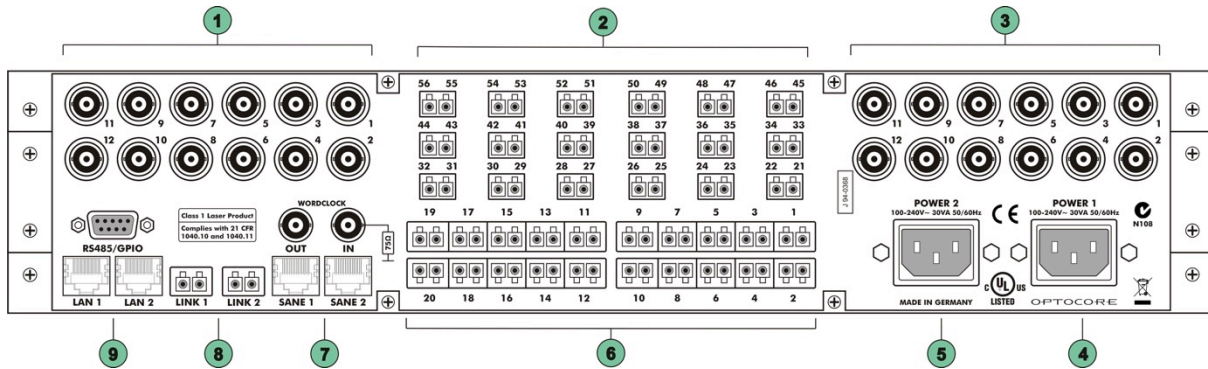 1 2 3
56 55 54 53 52 51 50 49 48 47 46 45
11 9 7 5 3 1
11 9 7 5 3 1
44 43 42 41 40 39 38 37 36 35 34 33
12 10 8 6 4 2
12 10 8 6 4 2
32 31 30 29 28 27 26 25 24 23 22 21
J 94-0368
RS485/GPIO
Class 1 Laser Product
Complies with 21 CFR
1040.10 and 1040.11
WORDCLOCK
OUT IN
75Ω
19 17 15 13 11 9 7 5 3 1
20 18 16 14 12 10 8 6 4 2
POWER 2
100-240V~ 30VA 50/60Hz
CE
POWER 1
100-240V~ 30VA 50/60Hz
N108
LAN 1 LAN 2 LINK 1 LINK 2 SANE 1 SANE 2
MADE IN GERMANY
C UL US
LISTED
OPTOCORE
9 8 7 6 5 4